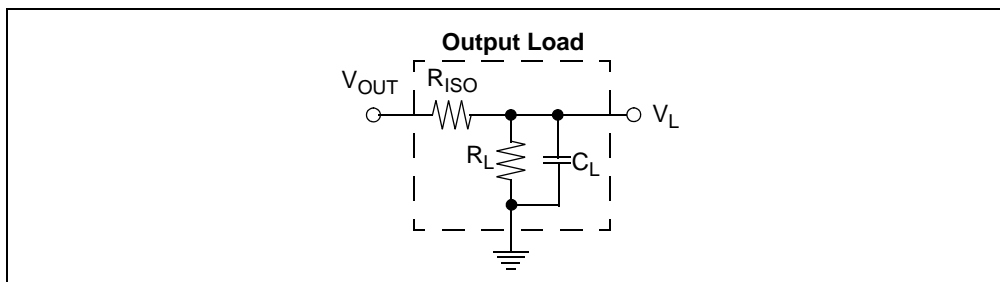 Output Load
V_OUT
R_ISO
V_L
R_L
C_L